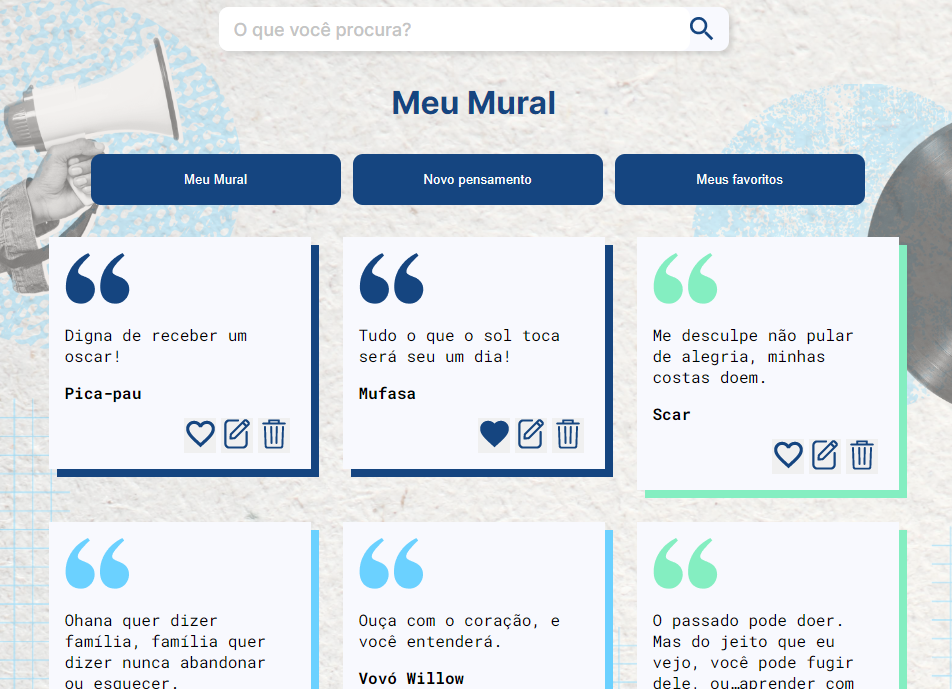 O que você procura?
Meu Mural
Meu Mural
Novo pensamento
Meus favoritos
Digna de receber um
oscar!
Pica-pau
Tudo o que o sol toca
será seu um dia!
Mufasa
Me desculpe não pular
de alegria, minhas
costas doem.
Scar
Ohana quer dizer
família, família quer
dizer nunca abandonar
ou esquecer.
Ouça com o coração, e
você entenderá.
Vovó Willow
O passado pode doer.
Mas do jeito que eu
vejo, você pode fugir
dele, ou…aprender com